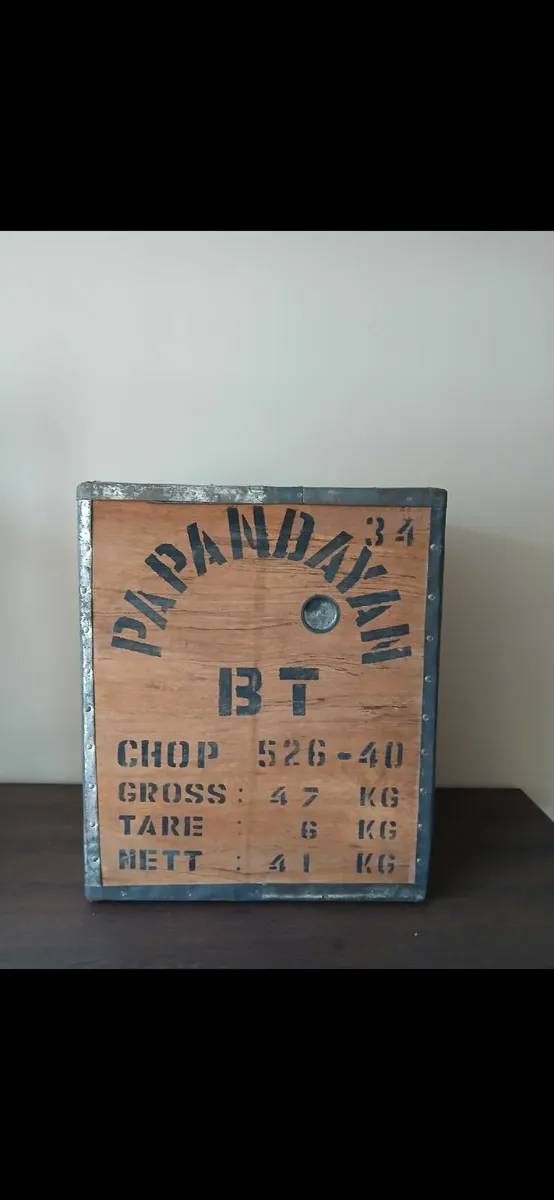 34
PAPANDAYAN
BT
CHOP 526-40
GROSS: 47 KG
TARE : 6 KG
NETT : 41 KG